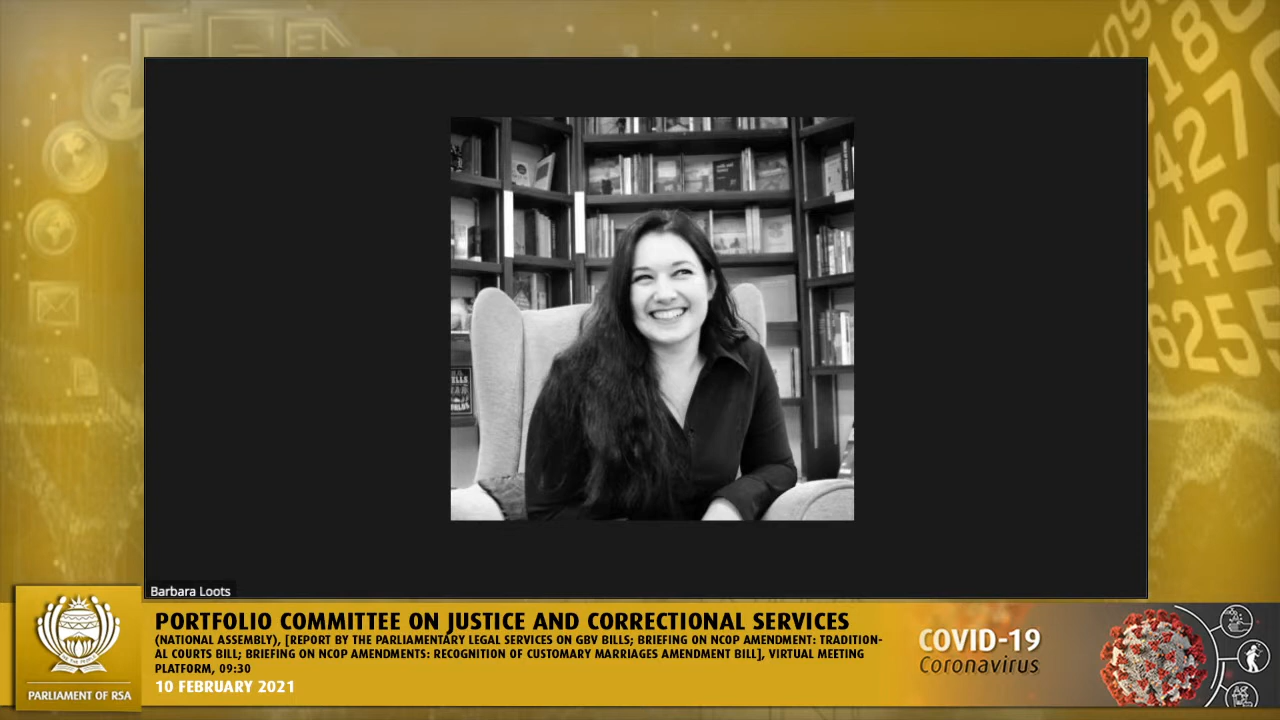 Barbara Loots
PORTFOLIO COMMITTEE ON JUSTICE AND CORRECTIONAL SERVICES
(NATIONAL ASSEMBLY), [REPORT BY THE PARLIAMENTARY LEGAL SERVICES ON GBV BILLS; BRIEFING ON NCOP AMENDMENT: TRADITION-
AL COURTS BILL; BRIEFING ON NCOP AMENDMENTS: RECOGNITION OF CUSTOMARY MARRIAGES AMENDMENT BILL], VIRTUAL MEETING
PLATFORM, 09:30
10 FEBRUARY 2021
PARLIAMENT OF RSA
COVID-19
Coronavirus